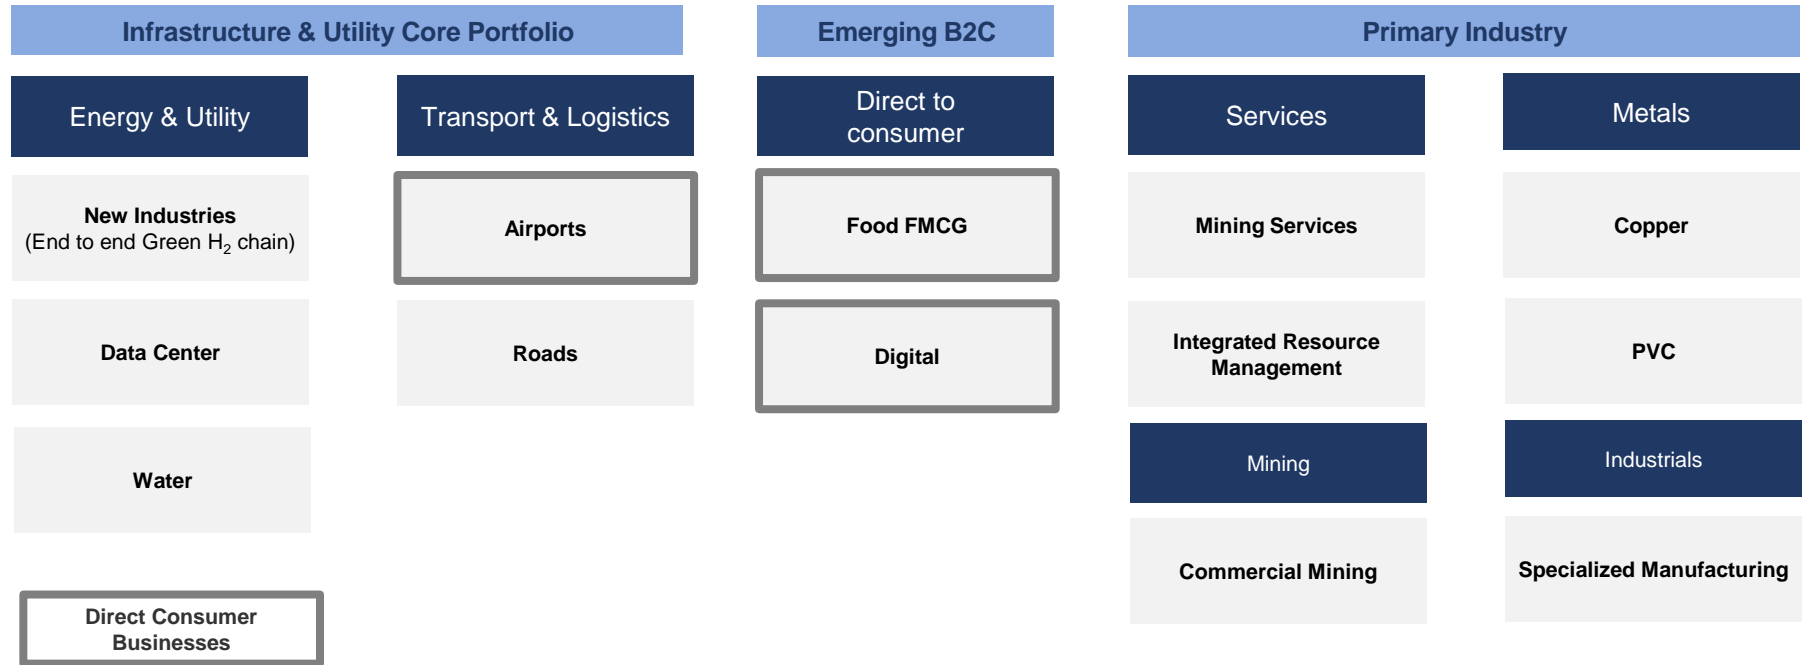 Infrastructure & Utility Core Portfolio
Emerging B2C
Primary Industry
Energy & Utility
Transport & Logistics
Direct to
consumer
Services
Metals
New Industries
(End to end Green H₂ chain)
Airports
Food FMCG
Mining Services
Copper
Data Center
Roads
Digital
Integrated Resource
Management
PVC
Water
Mining
Industrials
Commercial Mining
Specialized Manufacturing
Direct Consumer
Businesses